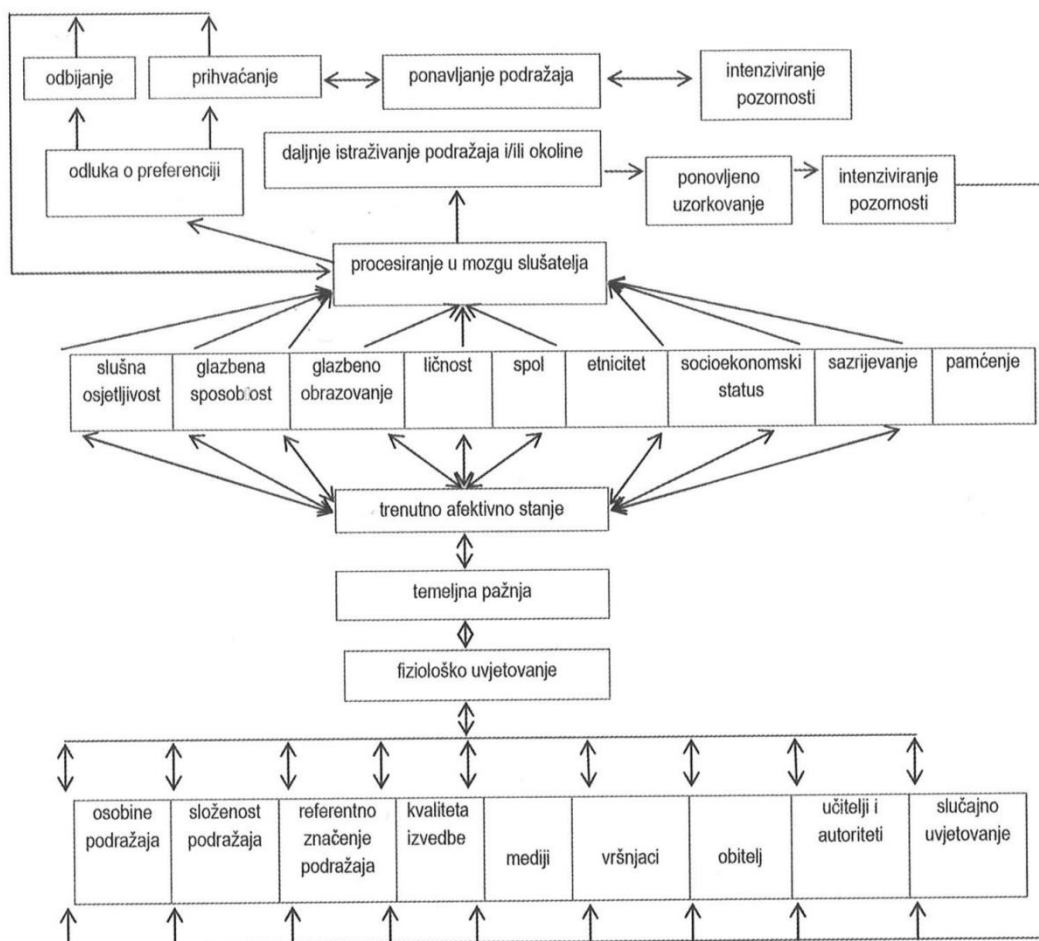 odbijanje
prihvaćanje
ponavljanje podražaja
intenziviranje
pozornosti
odluka o preferenciji
daljnje istraživanje podražaja i/ili okoline
ponovljeno
uzorkovanje
intenziviranje
pozornosti
procesiranje u mozgu slušatelja
slušna
osjetljivost
glazbena
sposobnost
glazbeno
obrazovanje
ličnost
spol
etnicitet
socioekonomski
status
sazrijevanje
pamćenje
trenutno afektivno stanje
temeljna pažnja
fiziološko uvjetovanje
osobine
podražaja
složenost
podražaja
referentno
značenje
podražaja
kvaliteta
izvedbe
mediji
vršnjaci
obitelj
učitelji i
autoriteti
slučajno
uvjetovanje